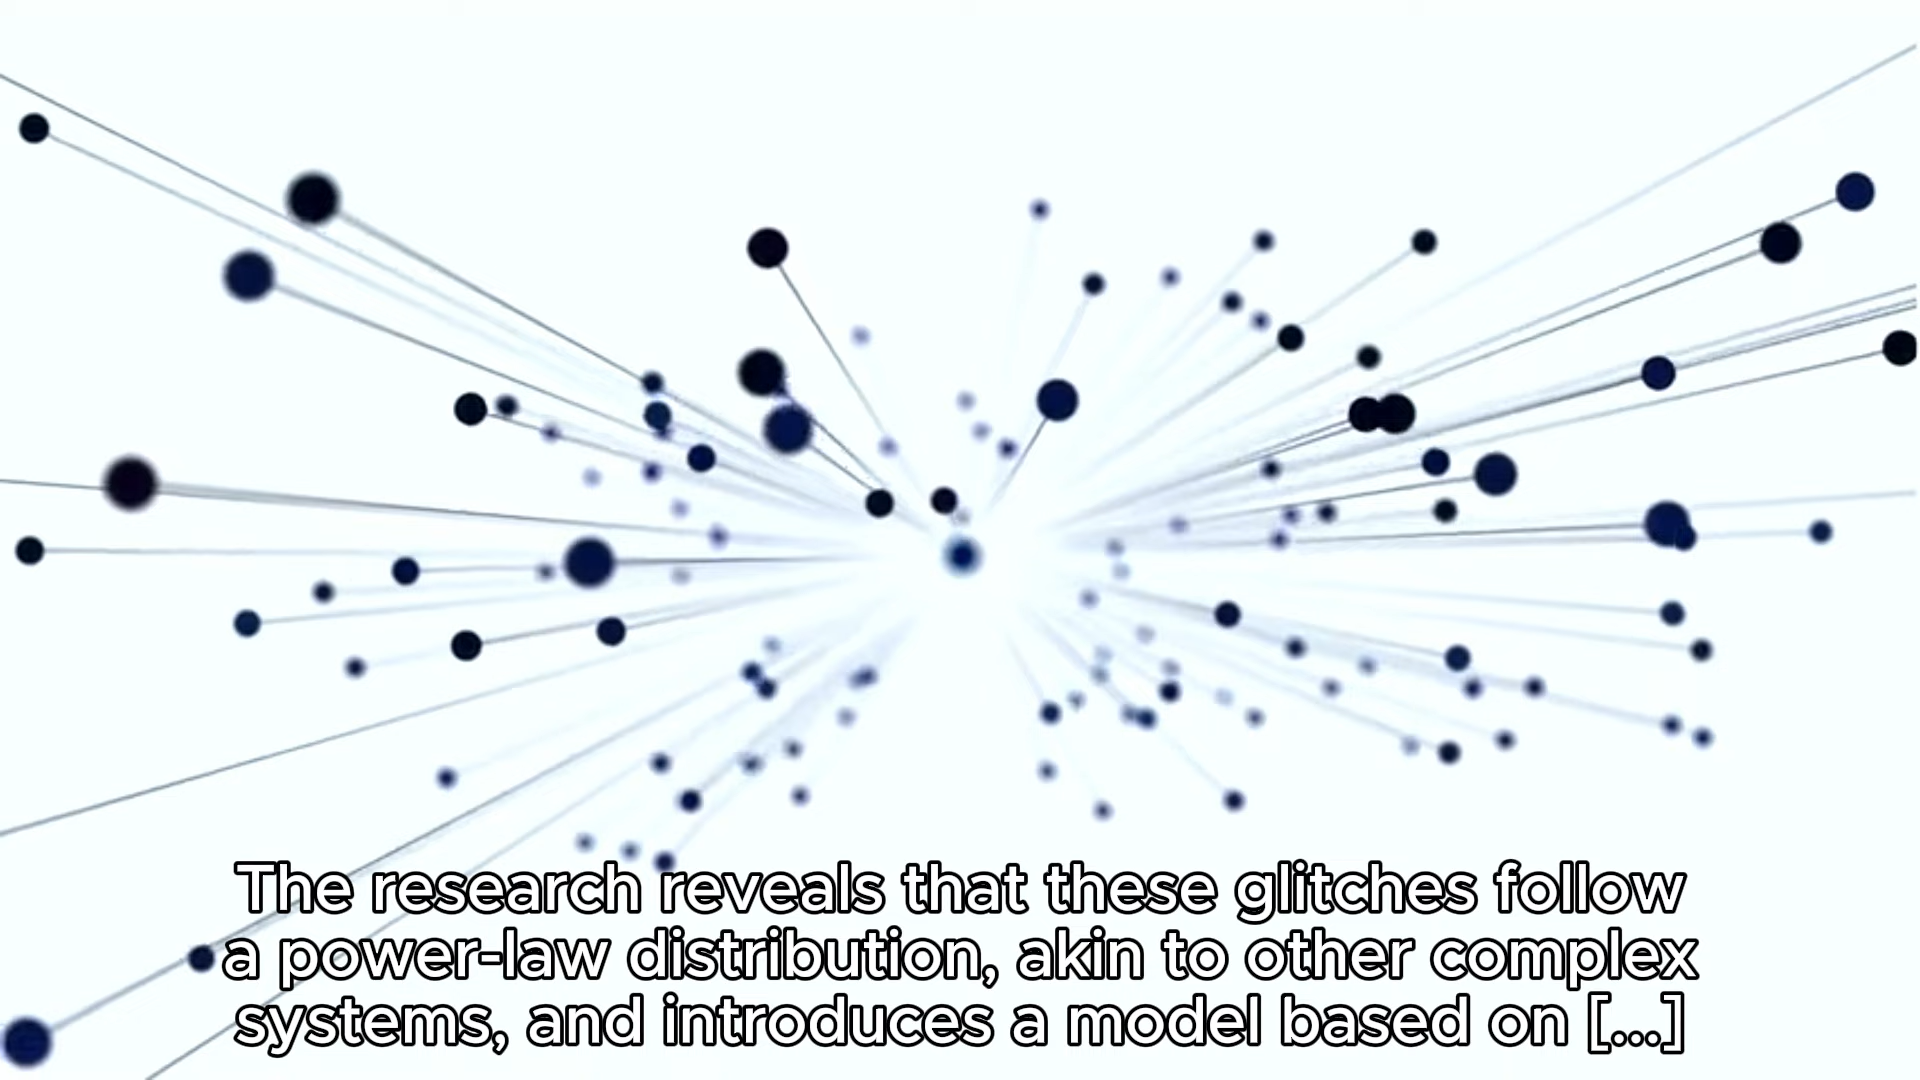 The research reveals that these glitches follow
a power-law distribution, akin to other complex
systems, and introduces a model based on [...]